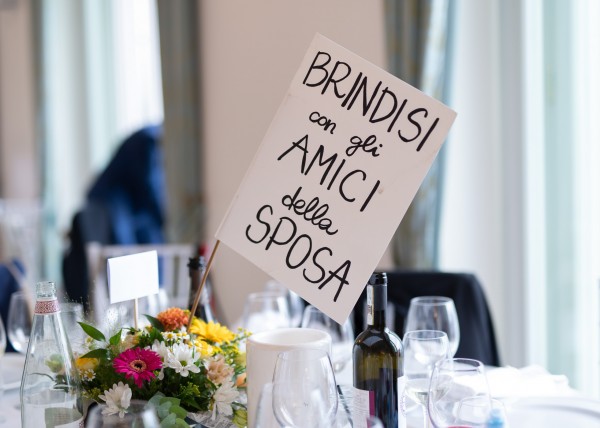 BRINDISI
con gli
AMICI
della
SPOSA